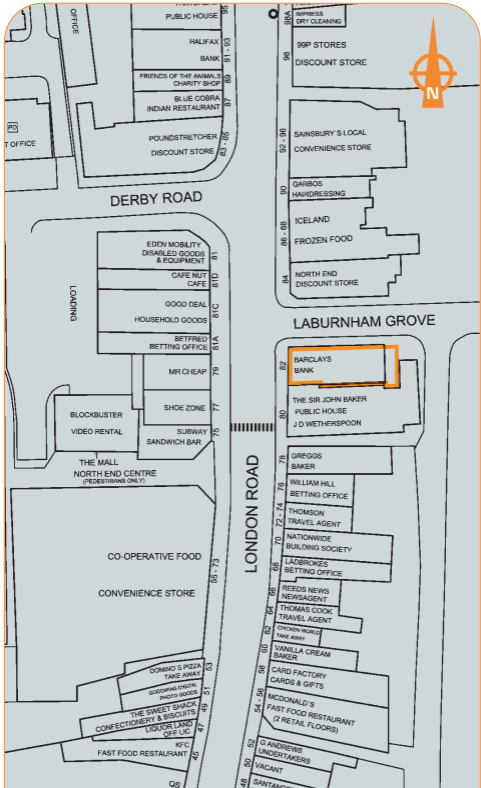 OFFICE
PO
T OFFICE
95
PUBLIC HOUSE
HALIFAX
BANK
91 - 93
FRIENDS OF THE ANIMALS
CHARITY SHOP
89
BLUE COBRA
INDIAN RESTAURANT
87
POUNDSTRETCHER
DISCOUNT STORE
83 - 85
98A
IMPRESS
DRY CLEANING
98
99P STORES
DISCOUNT STORE
N
92 - 96
SAINSBURY'S LOCAL
CONVENIENCE STORE
90
GARBOS
HAIRDRESSING
86 - 88
ICELAND
FROZEN FOOD
84
NORTH END
DISCOUNT STORE
DERBY ROAD
LABURNHAM GROVE
LOADING
EDEN MOBILITY
DISABLED GOODS
& EQUIPMENT
81
CAFE NUT
CAFE
81D
GOOD DEAL
HOUSEHOLD GOODS
81C
BETFRED
BETTING OFFICE
81A
MR CHEAP
79
SHOE ZONE
77
BLOCKBUSTER
VIDEO RENTAL
SUBWAY
SANDWICH BAR
75
THE MALL
NORTH END CENTRE
(PEDESTRIANS ONLY)
82
BARCLAYS
BANK
80
THE SIR JOHN BAKER
PUBLIC HOUSE
J D WETHERSPOON
LONDON ROAD
78
GREGGS
BAKER
76
WILLIAM HILL
BETTING OFFICE
72 - 74
THOMSON
TRAVEL AGENT
70
NATIONWIDE
BUILDING SOCIETY
68
LADBROKES
BETTING OFFICE
66
REEDS NEWS
NEWSAGENT
64
THOMAS COOK
TRAVEL AGENT
62
CHICKEN WORLD
TAKE AWAY
60
VANILLA CREAM
BAKER
58
CARD FACTORY
CARDS & GIFTS
54 - 56
MCDONALD'S
FAST FOOD RESTAURANT
(2 RETAIL FLOORS)
52
G ANDREWS
UNDERTAKERS
50
VACANT
48
SANTANDER
CO-OPERATIVE FOOD
CONVENIENCE STORE
55 - 73
DOMINO'S PIZZA
TAKE AWAY
53
GOODWING DIGITAL
PHOTO GOODS
51
THE SWEET SHACK
CONFECTIONERY & BISCUITS
49
LIQUOR LAND
OFF LIC
47
KFC
FAST FOOD RESTAURANT
45
QS